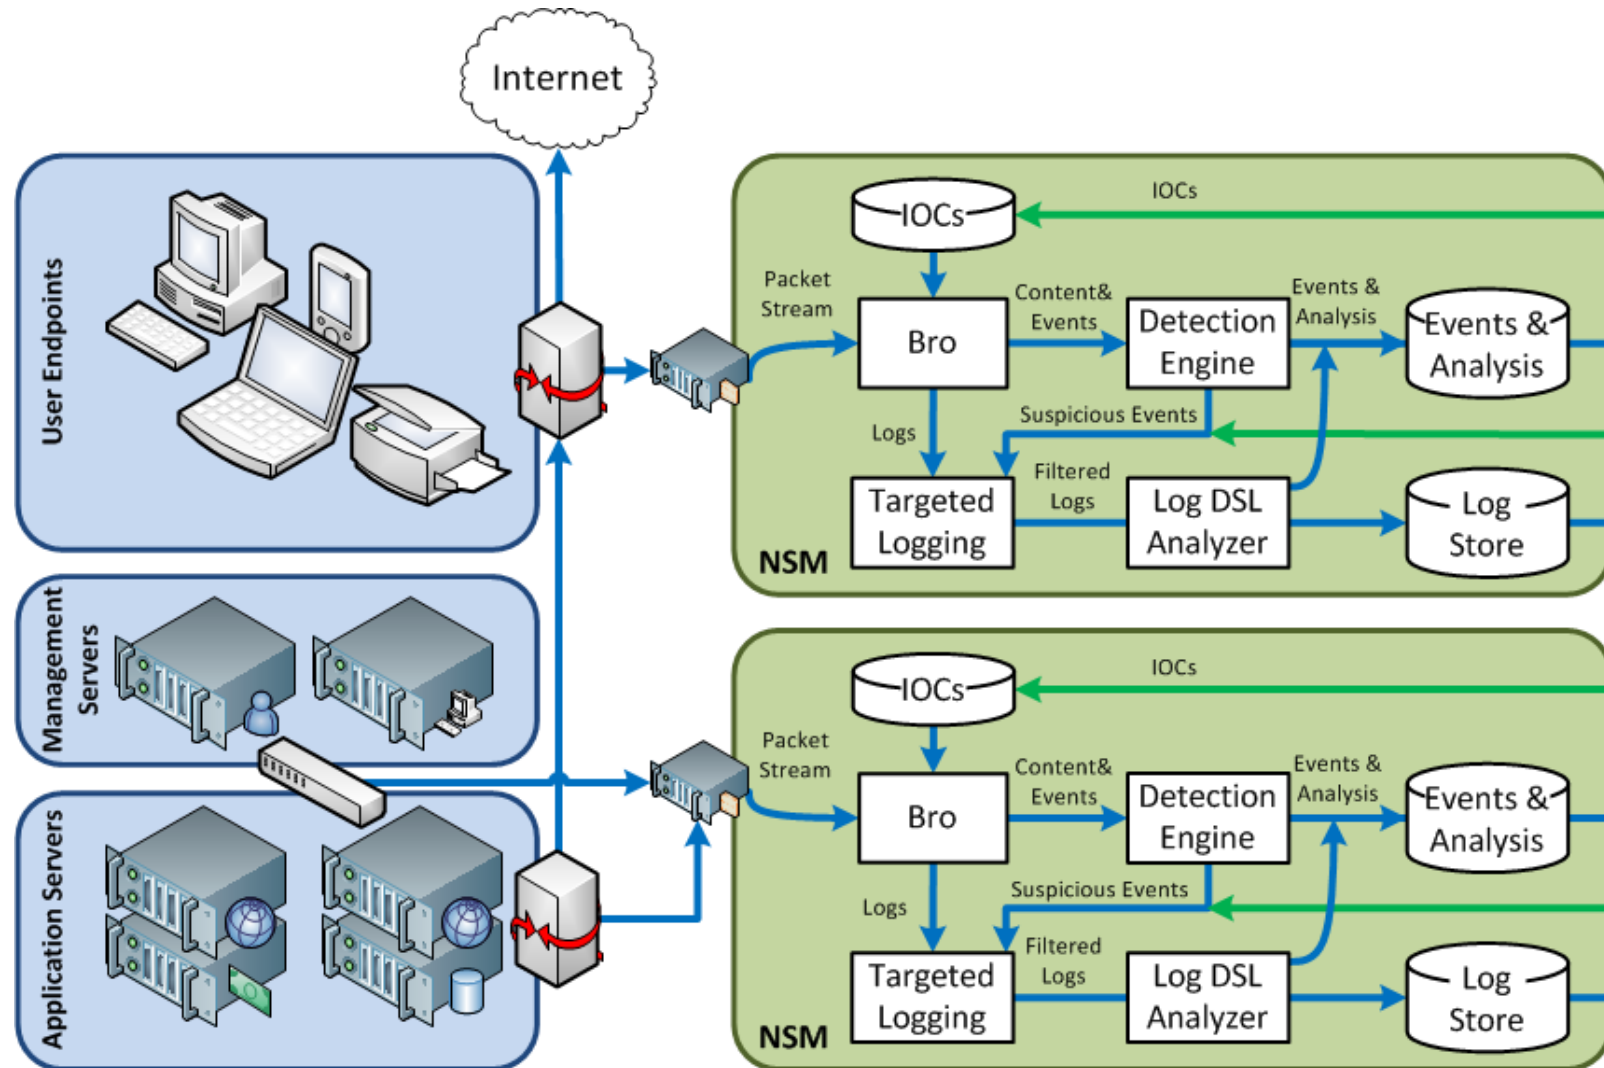 Internet
User Endpoints
IOCs
IOCs
Packet
Stream
Bro
Content&
Events
Detection
Engine
Events &
Analysis
Events &
Analysis
Logs
Suspicious Events
Targeted
Logging
Filtered
Logs
Log DSL
Analyzer
Log
Store
NSM
Management
Servers
Application Servers
IOCs
IOCs
Packet
Stream
Bro
Content&
Events
Detection
Engine
Events &
Analysis
Events &
Analysis
Logs
Suspicious Events
Targeted
Logging
Filtered
Logs
Log DSL
Analyzer
Log
Store
NSM